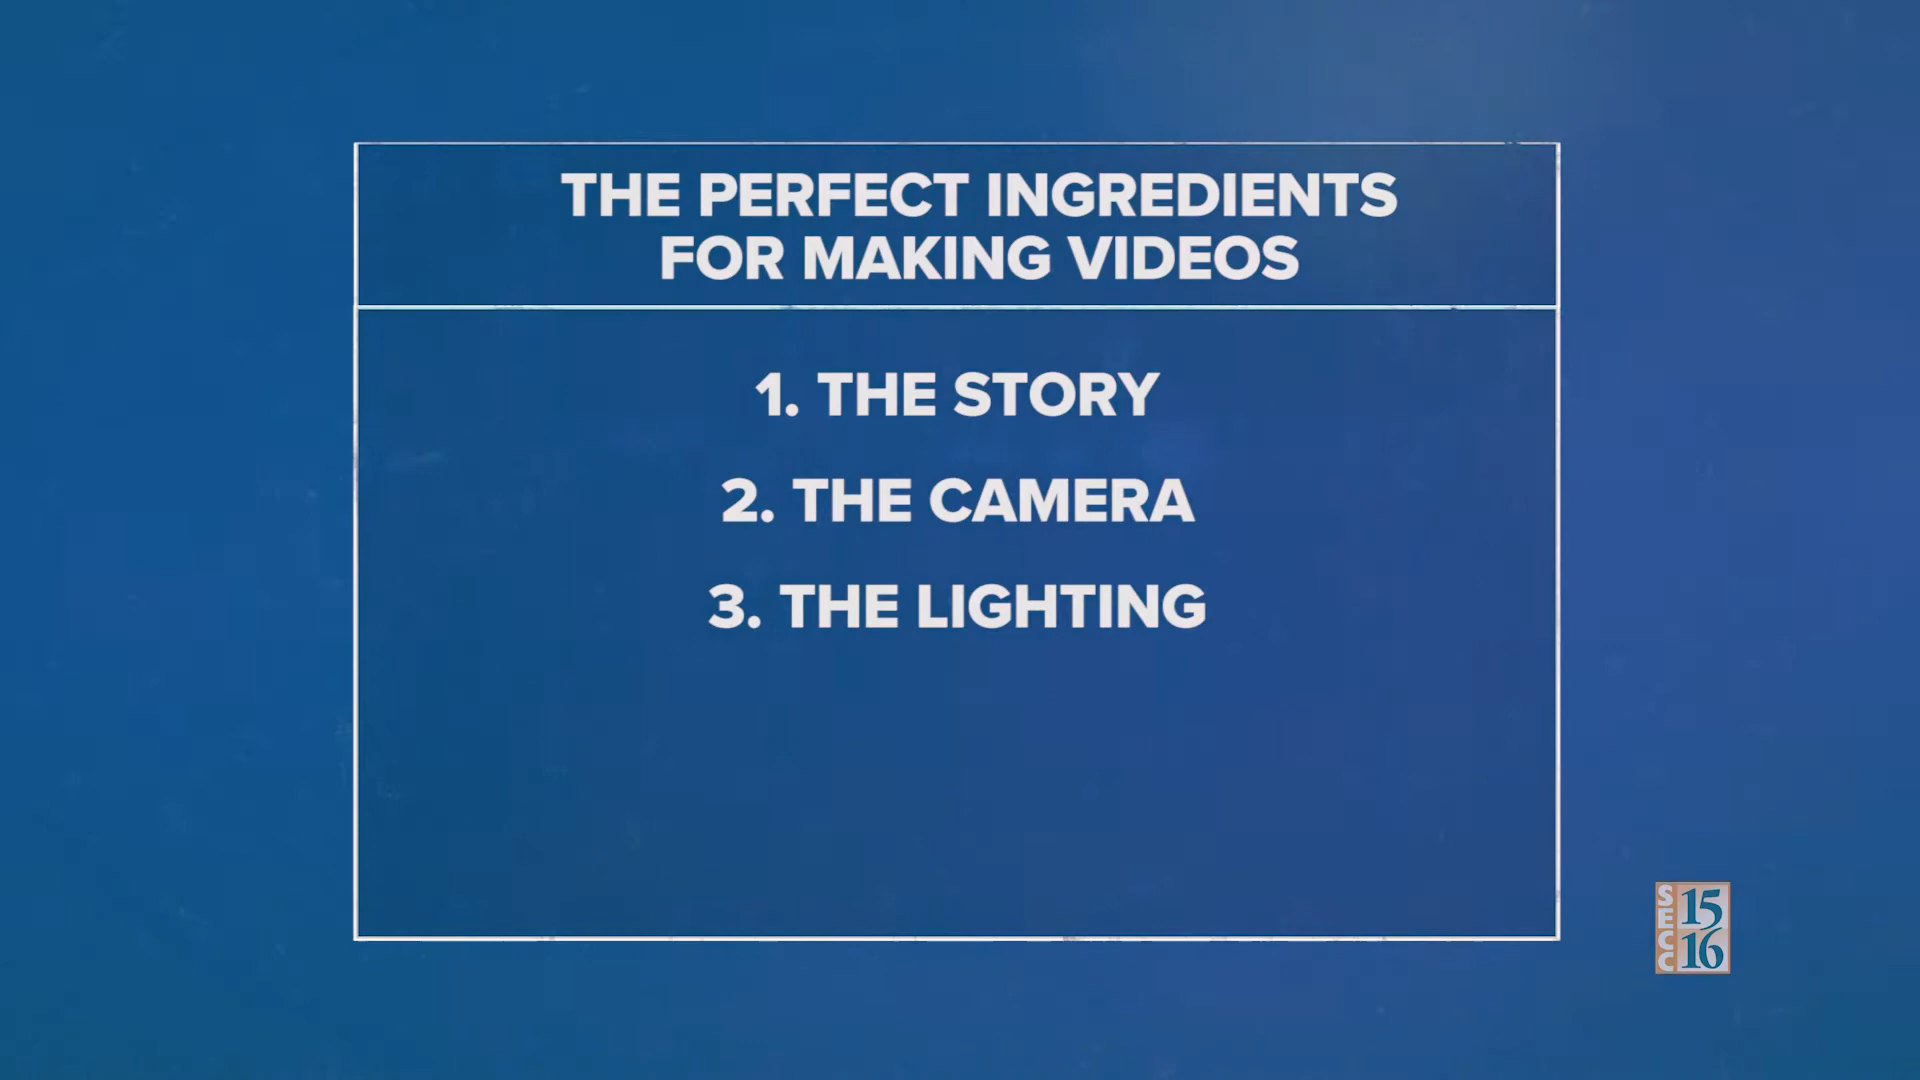 THE PERFECT INGREDIENTS
FOR MAKING VIDEOS
1. THE STORY
2. THE CAMERA
3. THE LIGHTING
SECC
15
16